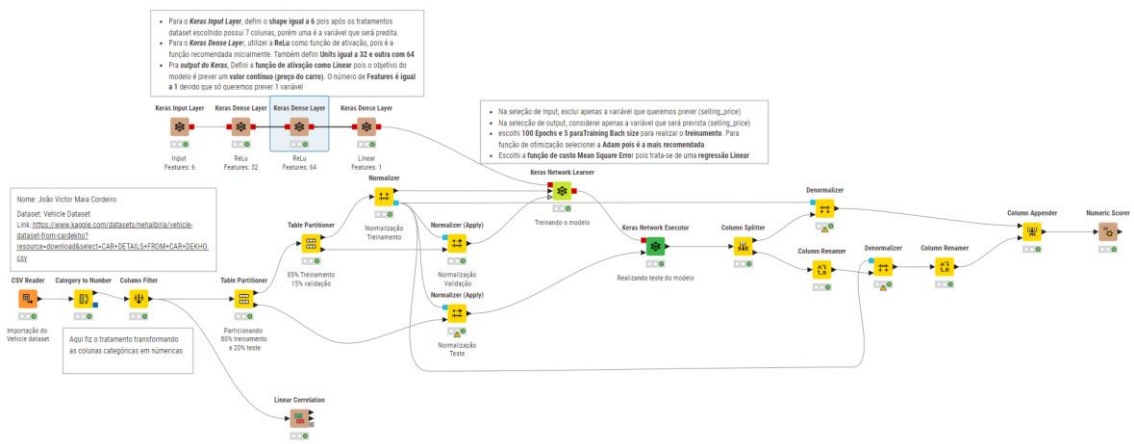 Para o Keras Input Layer, defini o shape igual a 6 pois após os tratamentos
dataset escolhido possui 7 colunas, porém uma é a variável que será predita.
Para o Keras Dense Layer, utilizei a ReLu como função de ativação, pois é a
função recomendada inicialmente. Também defini Units igual a 32 e outra com 64
Pra output do Keras, Defini a função de ativação como Linear pois o objetivo do
modelo é prever um valor contínuo (preço do carro). O número de Features é igual
a 1 devido que só queremos prever 1 variável
Keras Input Layer
Keras Dense Layer
Keras Dense Layer
Keras Dense Layer
Input
Features: 6
ReLu
Features: 32
ReLu
Features: 64
Linear
Features: 1
Na seleção de Input, exclui apenas a variável que queremos prever (selling_price)
Na selecção de output, considerei apenas a variável que será prevista (selling_price)
escolhi 100 Epochs e 5 paraTraining Bach size para realizar o treinamento. Para
função de otimização selecionei a Adam pois é a mais recomendada
Escolhi a função de custo Mean Square Error pois trata-se de uma regressão Linear
Nome: João Victor Maia Cordeiro
Dataset: Vehicle Dataset
Link: https://www.kaggle.com/datasets/nehalbirla/vehicle-
dataset-from-cardekho?
resource=download&select=CAR+DETAILS+FROM+CAR+DEKHO.
csv
Normalizer
Normalização
Treinamento
Keras Network Learner
Treinando o modelo
Table Partitioner
85% Treinamento
15% validação
Normalizer (Apply)
Normalização
Validação
Keras Network Executor
Realizando teste do modelo
Column Splitter
Denormalizer
Column Renamer
Denormalizer
Column Renamer
Column Appender
Numeric Scorer
CSV Reader
Importação do
Vehicle dataset
Category to Number
Column Filter
Table Partitioner
Particionando
80% treinamento
e 20% teste
Normalizer (Apply)
Normalização
Teste
Aqui fiz o tratamento transformando
as colunas categóricas em númericas
Linear Correlation